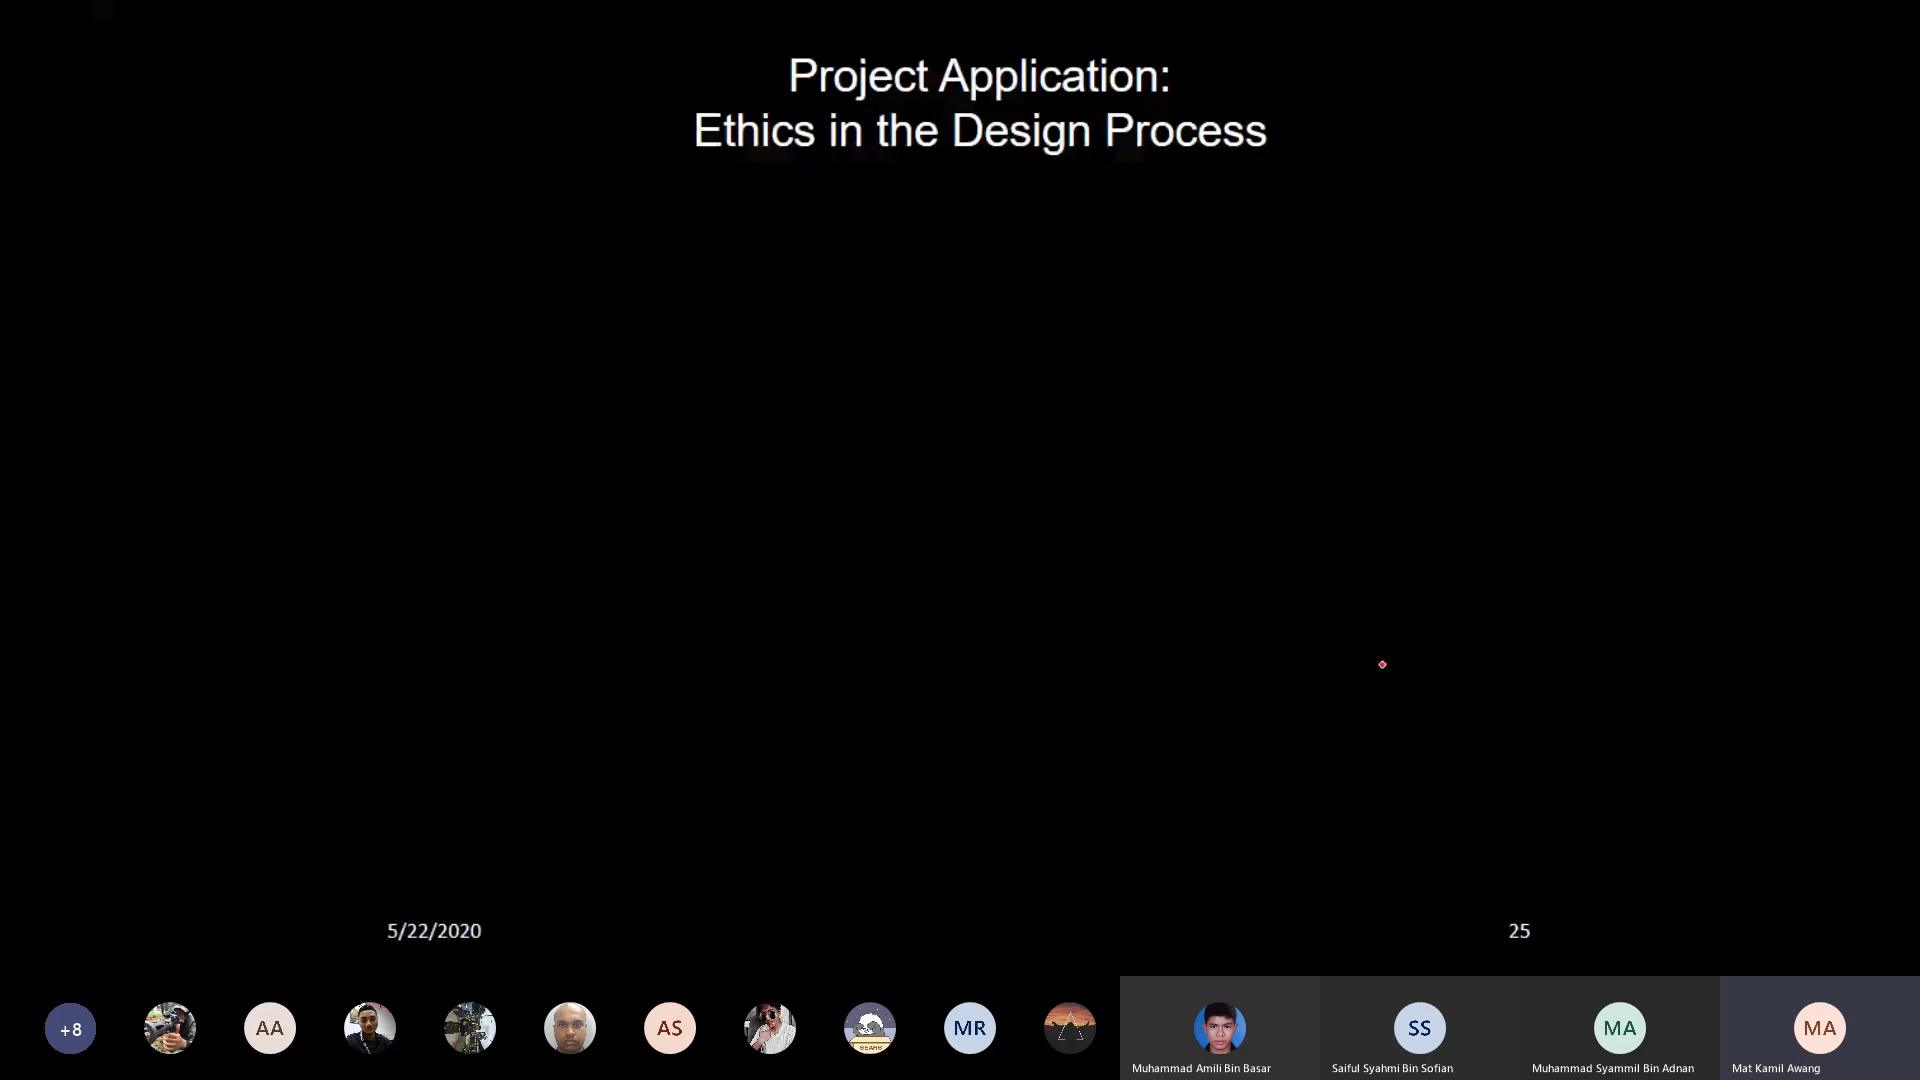 Project Application:
Ethics in the Design Process
5/22/2020
25
+8
AA
AS
BEARS
MR
SS
MA
MA
Muhammad Amili Bin Basar
Saiful Syahmi Bin Sofian
Muhammad Syammil Bin Adnan
Mat Kamil Awang